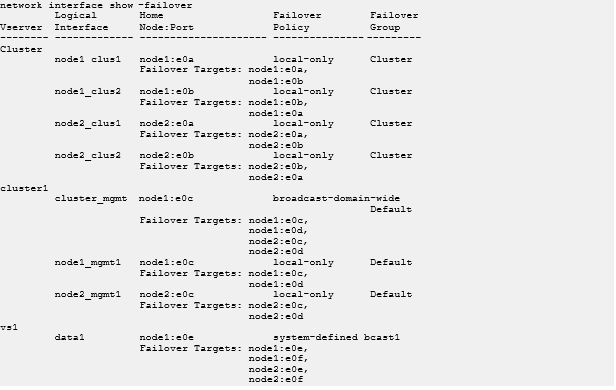 network interface show -failover
Logical Home Failover Failover
Vserver Interface Node:Port Policy Group
-------- ------------- --------------------- --------------- --------
Cluster
node1_clus1 node1:e0a local-only Cluster
Failover Targets: node1:e0a,
node1:e0b
node1_clus2 node1:e0b local-only Cluster
Failover Targets: node1:e0b,
node1:e0a
node2_clus1 node2:e0a local-only Cluster
Failover Targets: node2:e0a,
node2:e0b
node2_clus2 node2:e0b local-only Cluster
Failover Targets: node2:e0b,
node2:e0a
cluster1
cluster_mgmt node1:e0c broadcast-domain-wide
Default
Failover Targets: node1:e0c,
node1:e0d,
node2:e0c,
node2:e0d
node1_mgmt1 node1:e0c local-only Default
Failover Targets: node1:e0c,
node1:e0d
node2_mgmt1 node2:e0c local-only Default
Failover Targets: node2:e0c,
node2:e0d
vs1
data1 node1:e0e system-defined bcast1
Failover Targets: node1:e0e,
node1:e0f,
node2:e0e,
node2:e0f